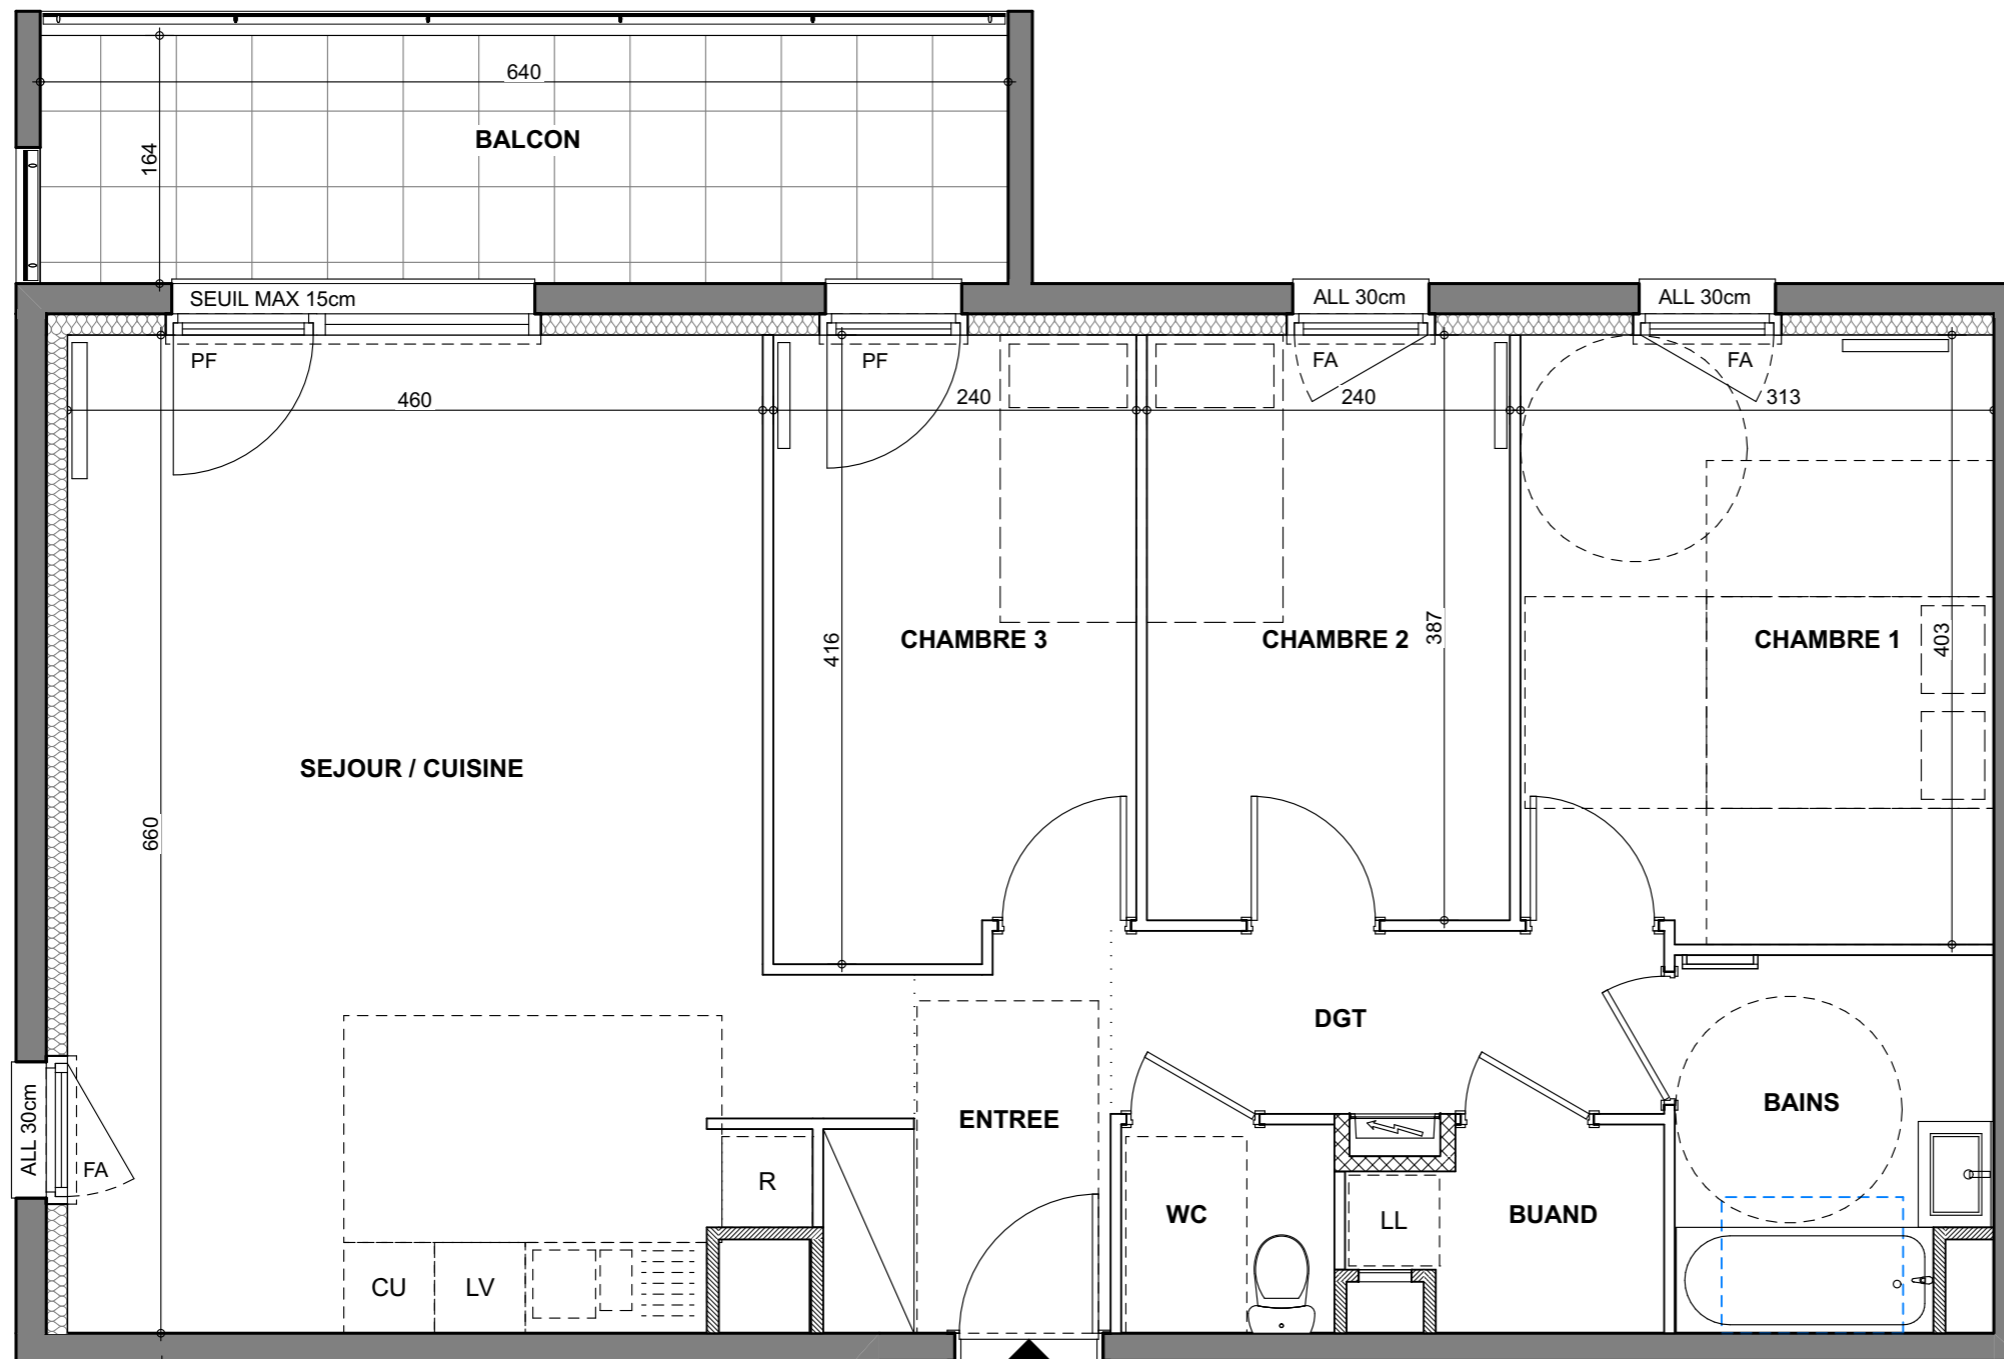 640
BALCON
164
SEUIL MAX 15cm
ALL 30cm
ALL 30cm
PF
PF
FA
FA
460
240
240
313
416
CHAMBRE 3
CHAMBRE 2
387
CHAMBRE 1
403
SEJOUR / CUISINE
660
DGT
ENTREE
BAINS
ALL 30cm
FA
R
WC
LL
BUAND
CU
LV